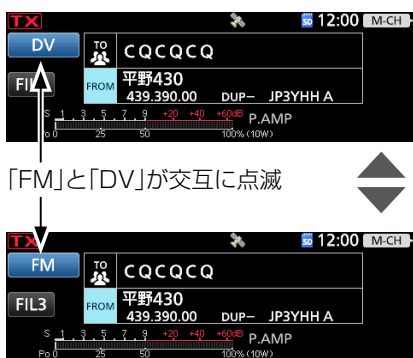 TX 12:00 M-CH
DV TO CQCQCQ
FIL FROM 平野430
439.390.00 DUP− JP3YHH A
S 1 3 5 7 9 +20 +40 +60dB P.AMP
Po 0 25 50 100% (10W)
「FM」と「DV」が交互に点滅
TX 12:00 M-CH
FM TO CQCQCQ
FIL3 FROM 平野430
439.390.00 DUP− JP3YHH A
S 1 3 5 7 9 +20 +40 +60dB P.AMP
Po 0 25 50 100% (10W)